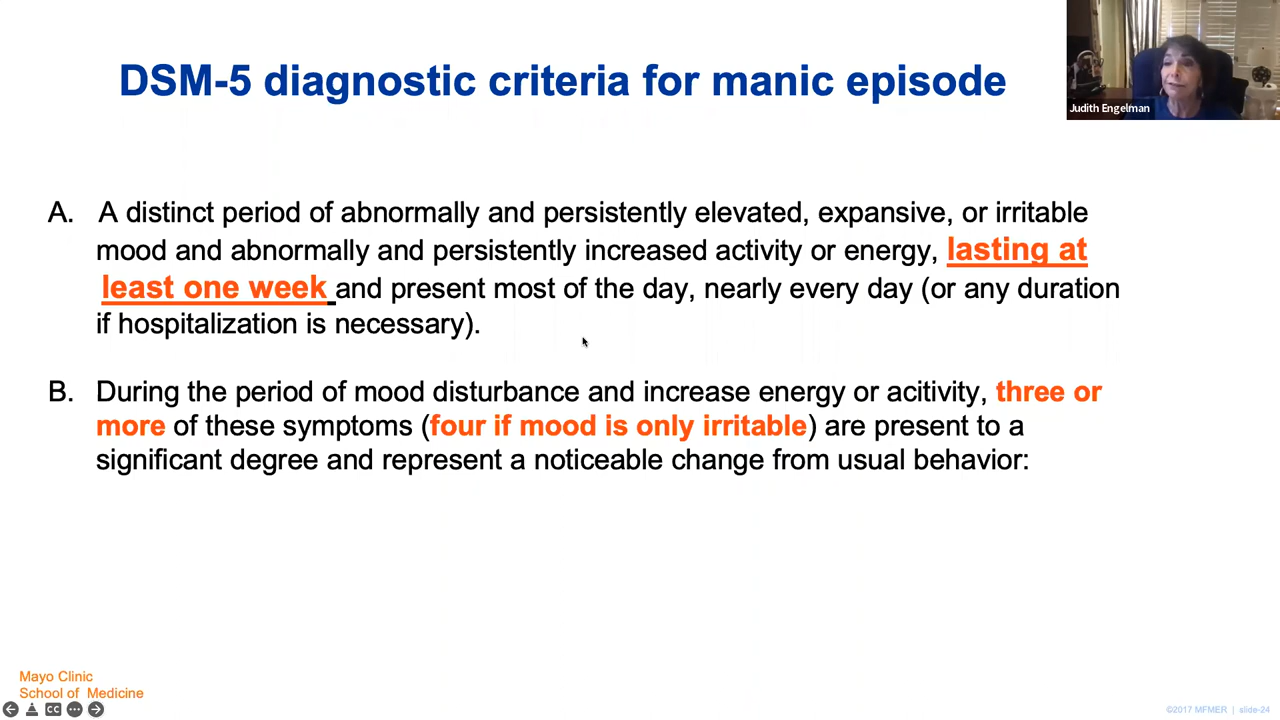 DSM-5 diagnostic criteria for manic episode
Judith Engelman
A. A distinct period of abnormally and persistently elevated, expansive, or irritable
mood and abnormally and persistently increased activity or energy, lasting at
least one week and present most of the day, nearly every day (or any duration
if hospitalization is necessary).
B. During the period of mood disturbance and increase energy or acitivity, three or
more of these symptoms (four if mood is only irritable) are present to a
significant degree and represent a noticeable change from usual behavior:
Mayo Clinic
School of Medicine
CC
©2017 MFMER | slide-24